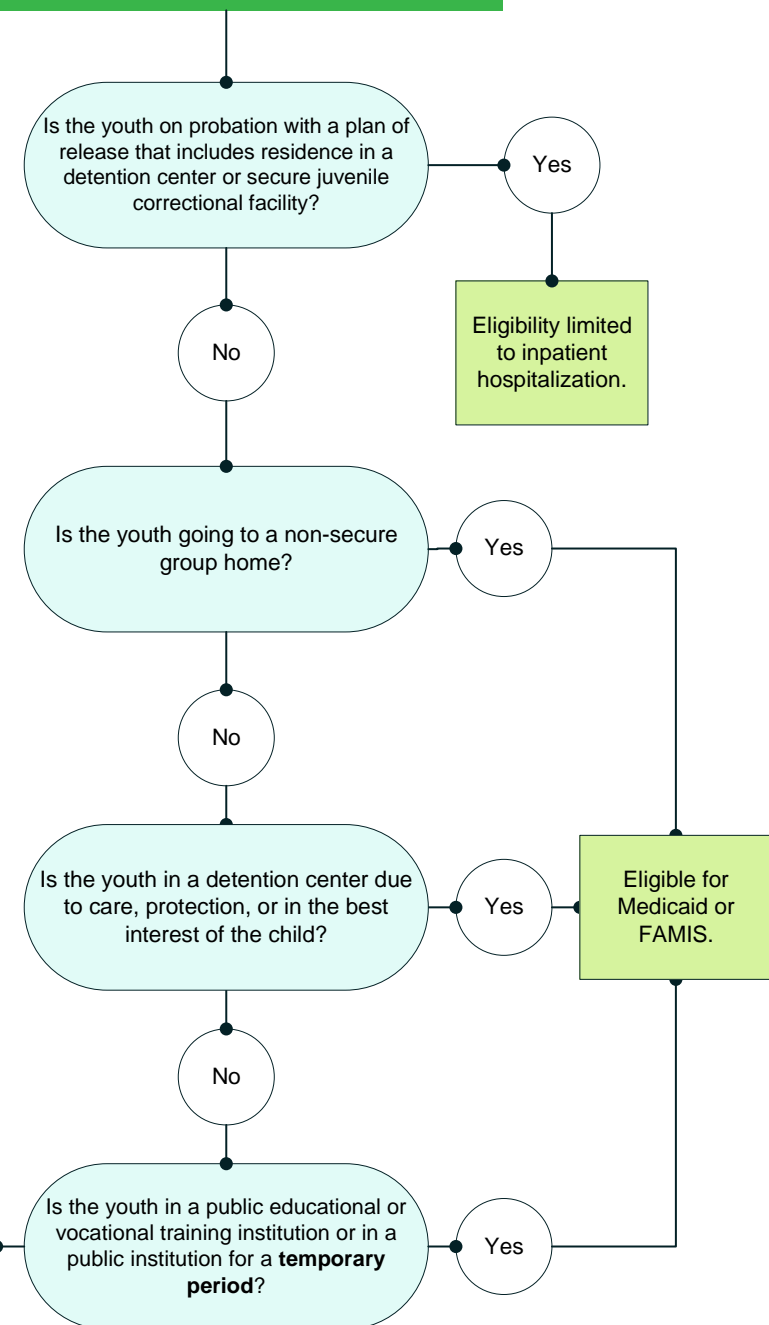 Is the youth on probation with a plan of
release that includes residence in a
detention center or secure juvenile
correctional facility?
Yes
Eligibility limited
to inpatient
hospitalization.
No
Is the youth going to a non-secure
group home?
Yes
No
Is the youth in a detention center due
to care, protection, or in the best
interest of the child?
Yes
Eligible for
Medicaid or
FAMIS.
No
Is the youth in a public educational or
vocational training institution or in a
public institution for a temporary
period?
Yes